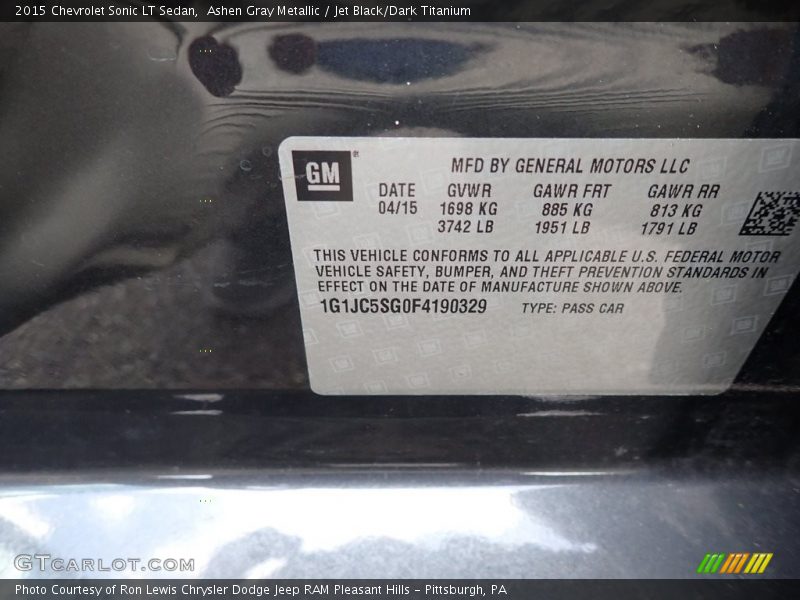 2015 Chevrolet Sonic LT Sedan, Ashen Gray Metallic / Jet Black/Dark Titanium
GM®
MFD BY GENERAL MOTORS LLC
DATE GVWR GAWR FRT GAWR RR
04/15 1698 KG 885 KG 813 KG
3742 LB 1951 LB 1791 LB
THIS VEHICLE CONFORMS TO ALL APPLICABLE U.S. FEDERAL MOTOR
VEHICLE SAFETY, BUMPER, AND THEFT PREVENTION STANDARDS IN
EFFECT ON THE DATE OF MANUFACTURE SHOWN ABOVE.
1G1JC5SG0F4190329 TYPE: PASS CAR
GTCARLOT.COM
Photo Courtesy of Ron Lewis Chrysler Dodge Jeep RAM Pleasant Hills - Pittsburgh, PA